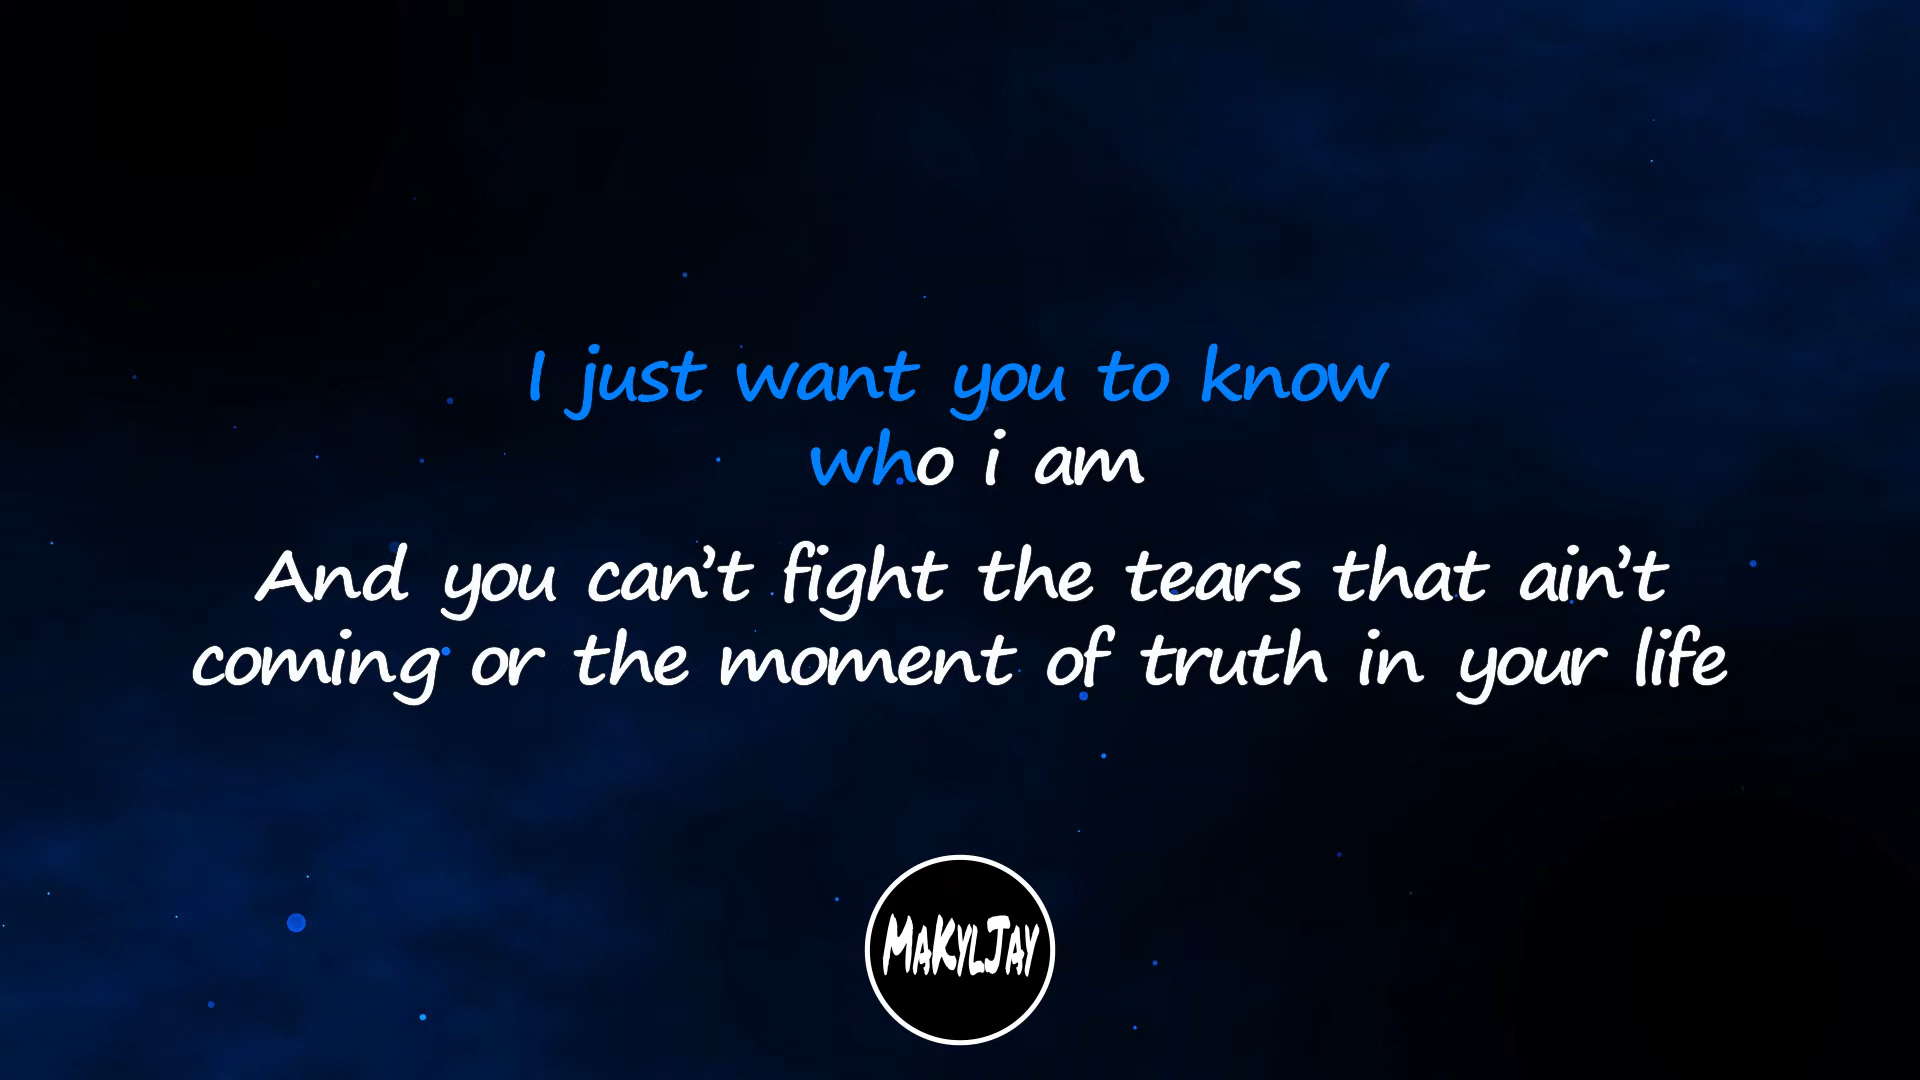 I just want you to know
who i am
And you can't fight the tears that ain't
coming or the moment of truth in your life
MAKYLJAY